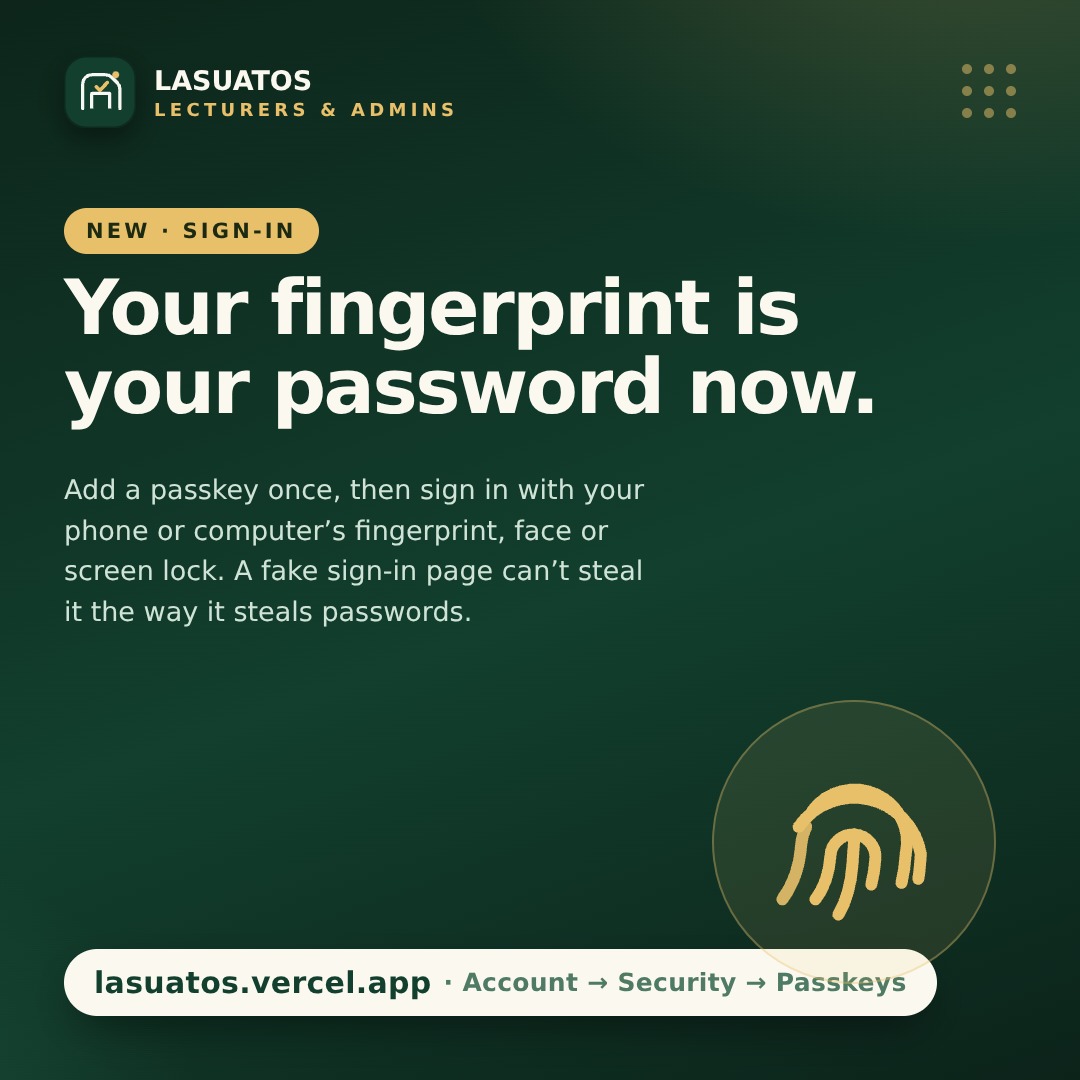 LASUATOS
LECTURERS & ADMINS
NEW · SIGN-IN
Your fingerprint is
your password now.
Add a passkey once, then sign in with your
phone or computer’s fingerprint, face or
screen lock. A fake sign-in page can’t steal
it the way it steals passwords.
lasuatos.vercel.app · Account → Security → Passkeys